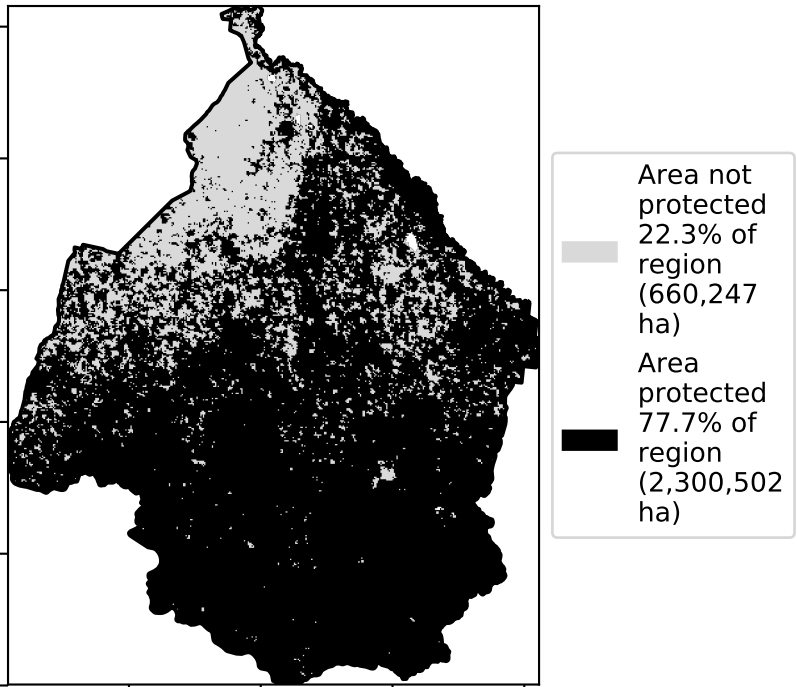 Area not
protected
22.3% of
region
(660,247
ha)
Area
protected
77.7% of
region
(2,300,502
ha)